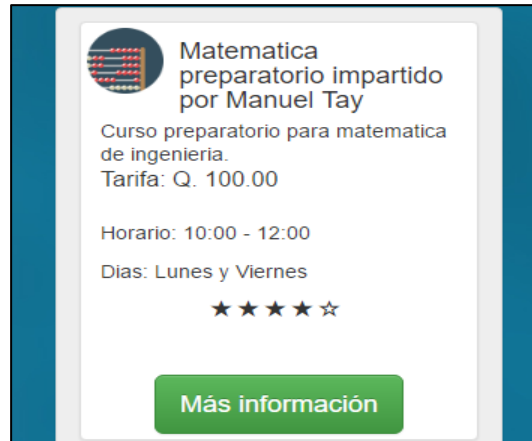 Matematica
preparatorio impartido
por Manuel Tay
Curso preparatorio para matematica
de ingenieria.
Tarifa: Q. 100.00
Horario: 10:00 - 12:00
Dias: Lunes y Viernes
★★★★☆
Más información